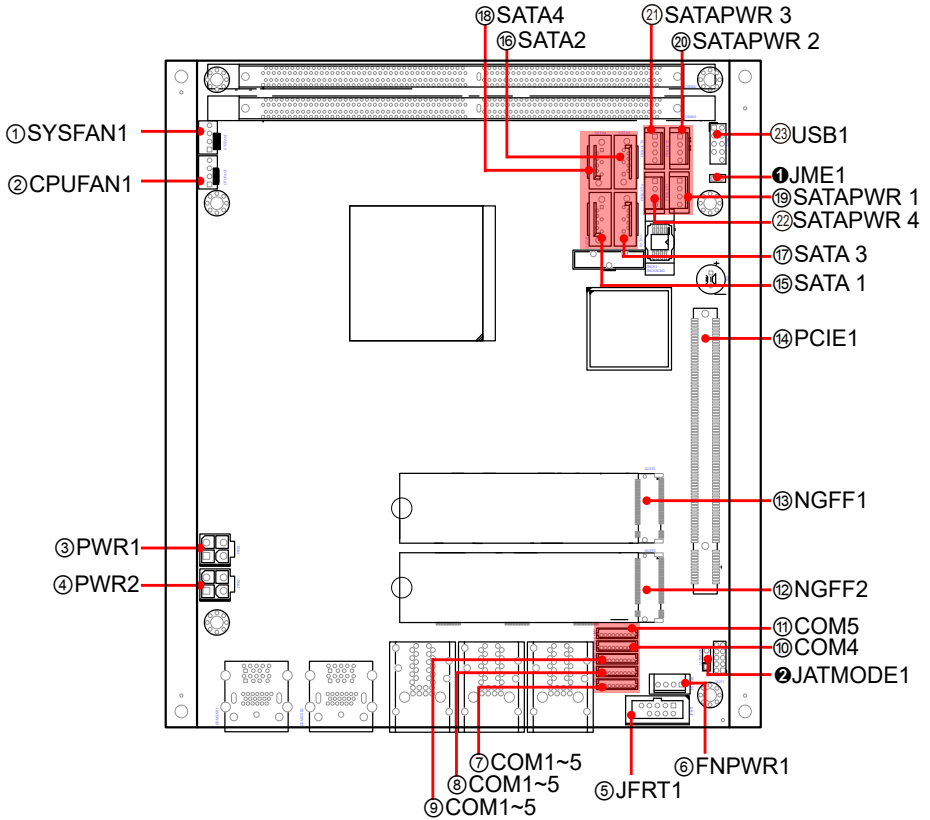 ⑱SATA4
㉑SATAPWR 3
⑯SATA2
⑳SATAPWR 2
①SYSFAN1
㉓USB1
②CPUFAN1
❶JME1
⑲SATAPWR 1
㉒SATAPWR 4
⑰SATA 3
⑮SATA 1
⑭PCIE1
⑬NGFF1
③PWR1
④PWR2
⑫NGFF2
⑪COM5
⑩COM4
❷JATMODE1
⑦COM1~5
⑥FNPWR1
⑧COM1~5
⑤JFRT1
⑨COM1~5